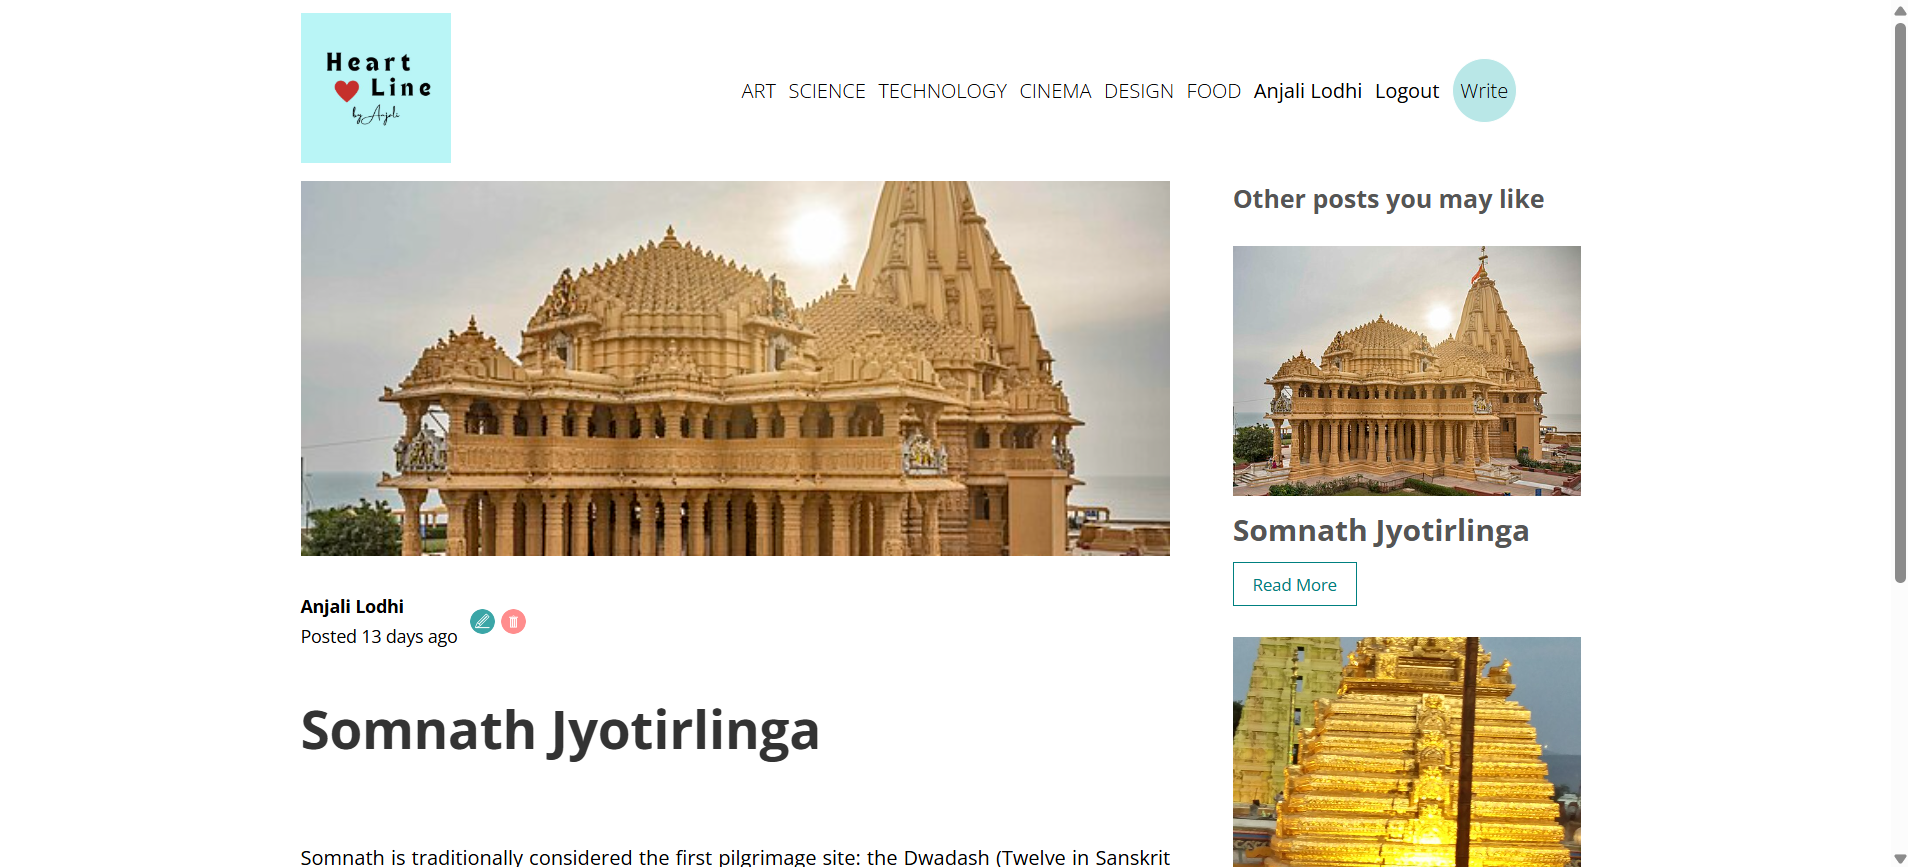 Heart
Line
by Anjali
ART SCIENCE TECHNOLOGY CINEMA DESIGN FOOD Anjali Lodhi Logout Write
Other posts you may like
Somnath Jyotirlinga
Read More
Anjali Lodhi
Posted 13 days ago
Somnath Jyotirlinga
Somnath is traditionally considered the first pilgrimage site: the Dwadash (Twelve in Sanskrit